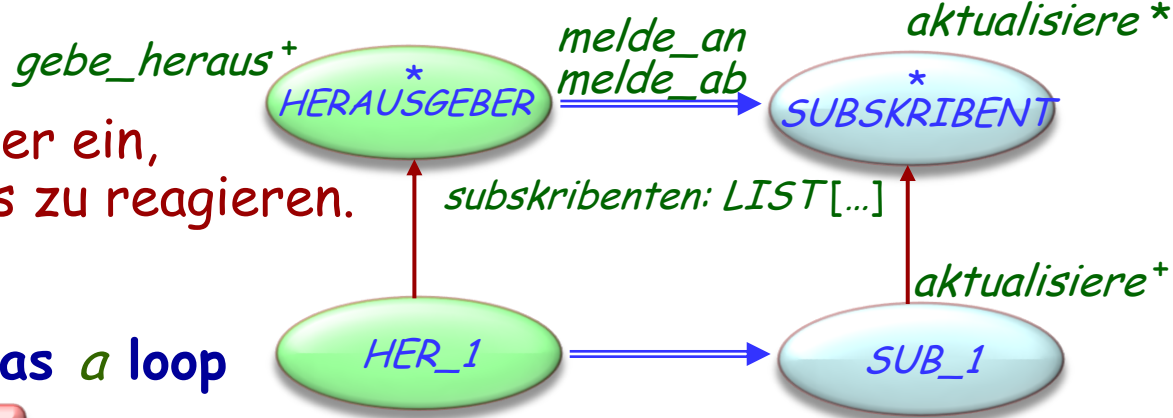 aktualisiere *
melde_an
gebe_heraus +
melde_ab
*
HERAUSGEBER
*
SUBSKRIBENT
er ein,
s zu reagieren.
subskribenten: LIST […]
aktualisiere +
as a loop
HER_1
SUB_1